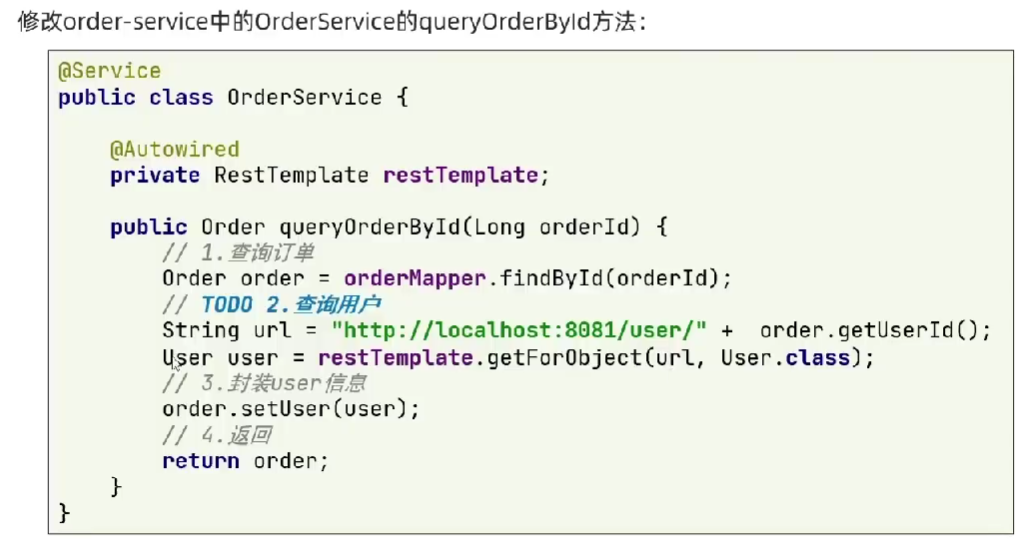 修改order-service中的OrderService的queryOrderById方法：
@Service
public class OrderService {
@Autowired
private RestTemplate restTemplate;
public Order queryOrderById(Long orderId) {
// 1.查询订单
Order order = orderMapper.findById(orderId);
// TODO 2.查询用户
String url = "http://localhost:8081/user/" +  order.getUserId();
User user = restTemplate.getForObject(url, User.class);
// 3.封装user信息
order.setUser(user);
// 4.返回
return order;
}
}